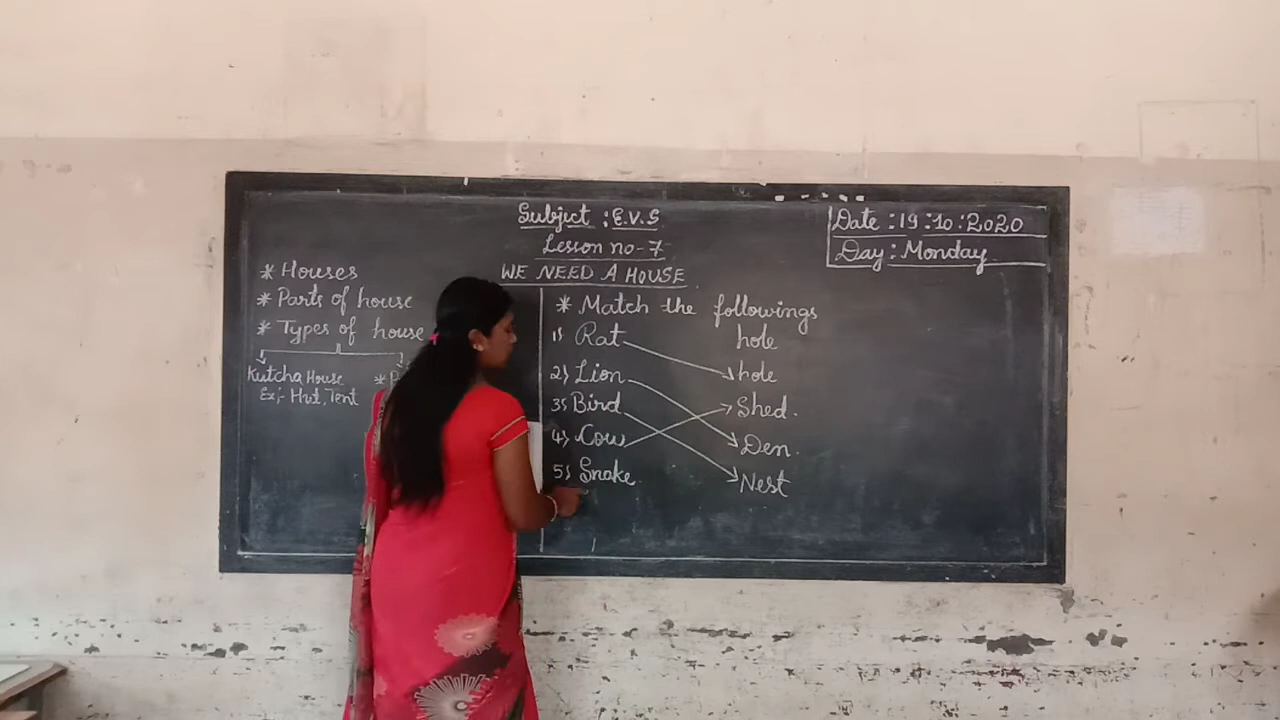 Subject : E.V.S
Lesson no-7
WE NEED A HOUSE
Date : 19:10:2020
Day : Monday
* Houses
* Parts of house
* Types of house
Kutcha House *
Ex;- Hut, Tent
* Match the followings
1) Rat hole
2) Lion hole
3) Bird Shed.
4) Cow Den.
5) Snake Nest